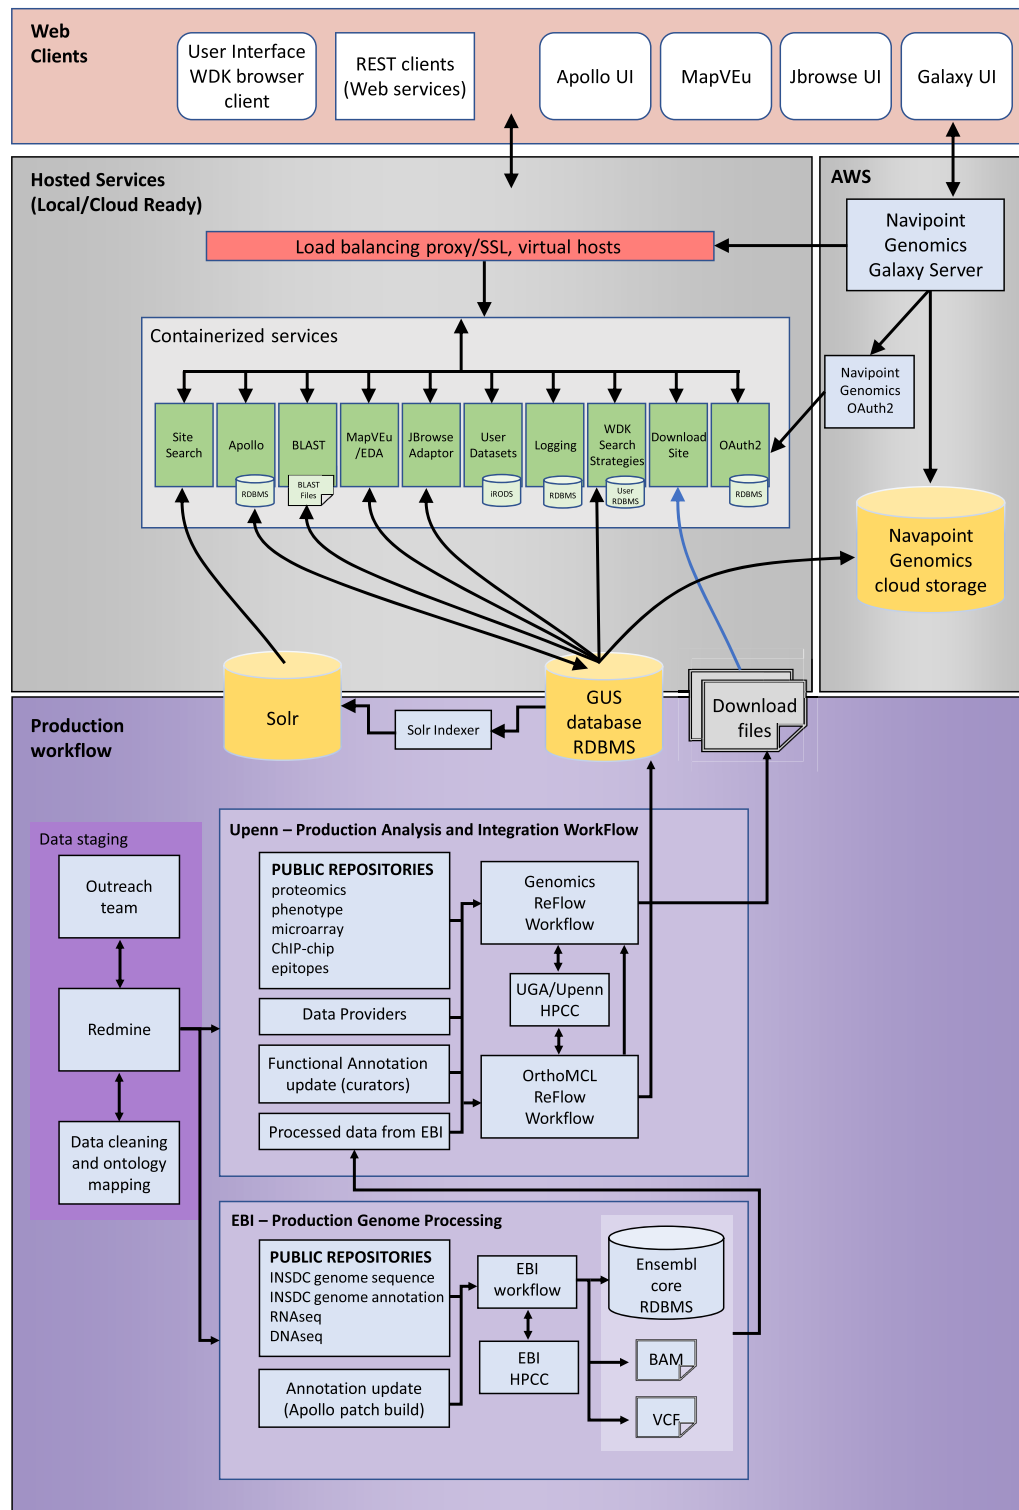 Web
Clients
User Interface
WDK browser
client
REST clients
(Web services)
Apollo UI
MapVEu
Jbrowse UI
Galaxy UI
Hosted Services
(Local/Cloud Ready)
AWS
Load balancing proxy/SSL, virtual hosts
Navipoint
Genomics
Galaxy Server
Containerized services
Navipoint
Genomics
OAuth2
Site
Search
Apollo
RDBMS
BLAST
BLAST
Files
MapVEu
/EDA
JBrowse
Adaptor
User
Datasets
iRODS
Logging
RDBMS
WDK
Search
Strategies
User
RDBMS
Download
Site
OAuth2
RDBMS
Navapoint
Genomics
cloud storage
Solr
Solr Indexer
GUS
database
RDBMS
Download
files
Production
workflow
Data staging
Outreach
team
Redmine
Data cleaning
and ontology
mapping
Upenn – Production Analysis and Integration WorkFlow
PUBLIC REPOSITORIES
proteomics
phenotype
microarray
ChIP-chip
epitopes
Data Providers
Functional Annotation
update (curators)
Processed data from EBI
Genomics
ReFlow
Workflow
UGA/Upenn
HPCC
OrthoMCL
ReFlow
Workflow
EBI – Production Genome Processing
PUBLIC REPOSITORIES
INSDC genome sequence
INSDC genome annotation
RNAseq
DNAseq
Annotation update
(Apollo patch build)
EBI
workflow
EBI
HPCC
Ensembl
core
RDBMS
BAM
VCF